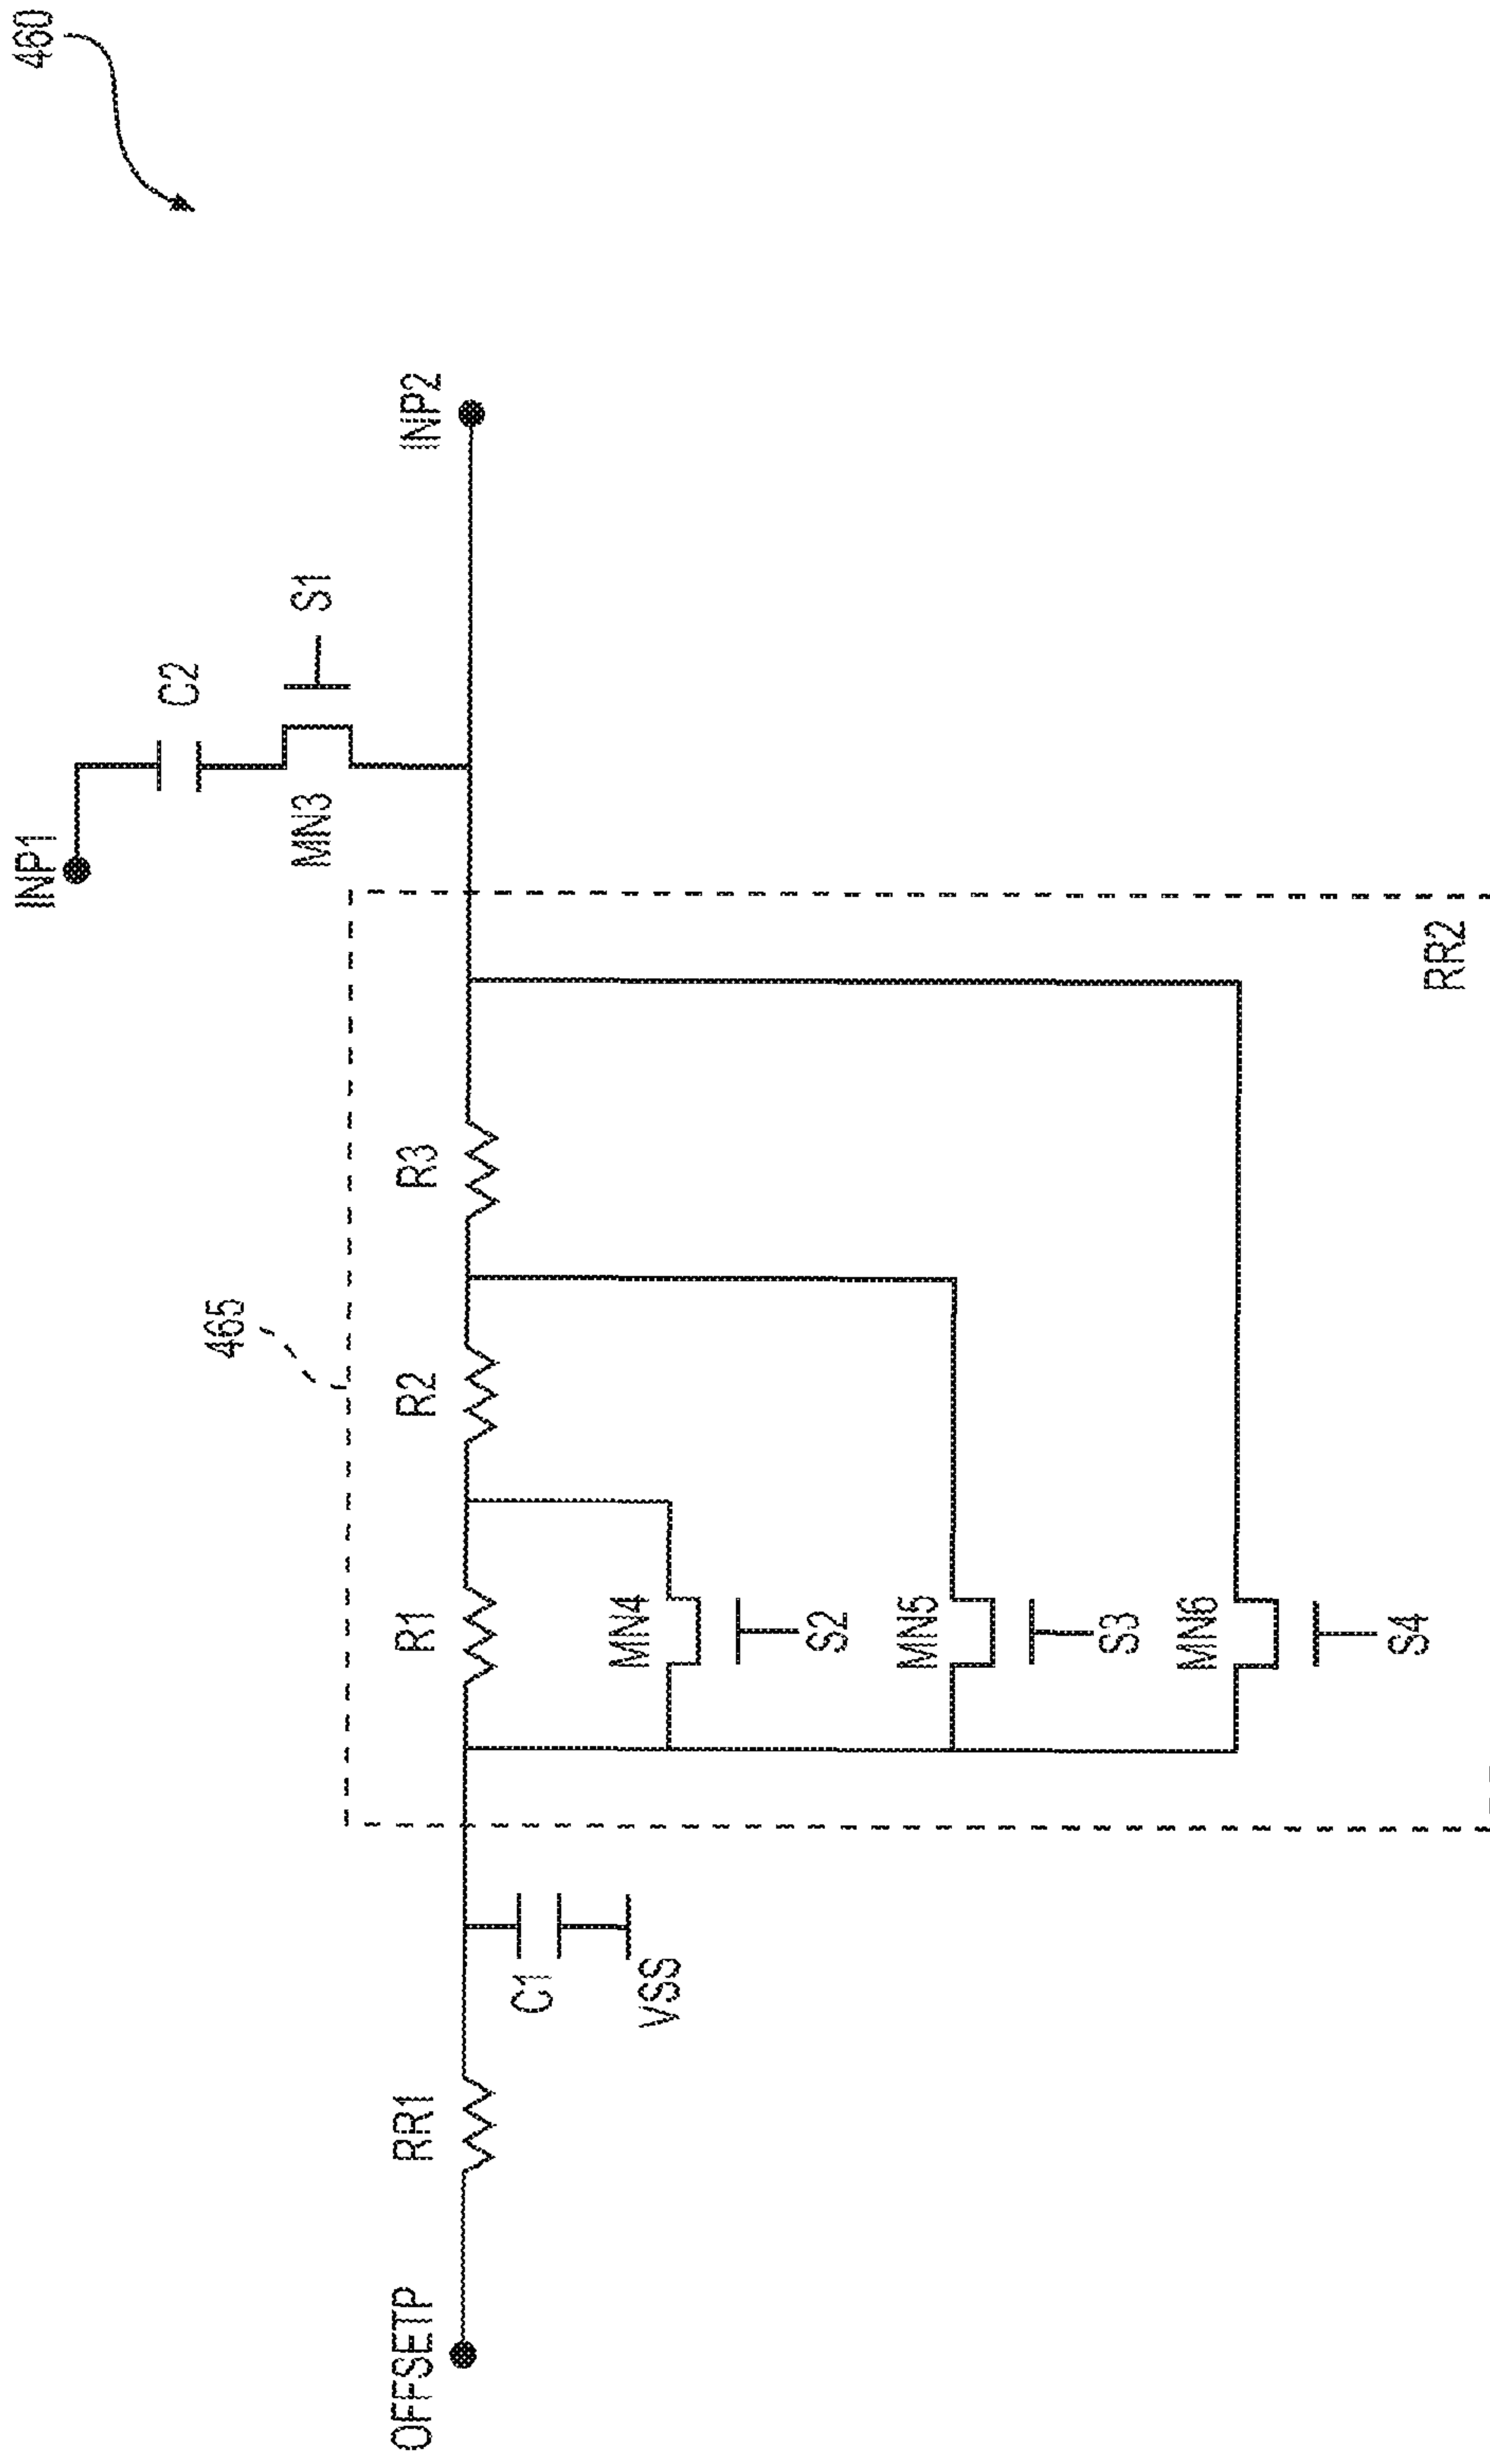 460
INP1
C2
MN3
S1
INP2
465
R1
R2
R3
MN4
S2
MN5
S3
MN6
S4
RR2
OFFSETP
RR1
C1
VSS